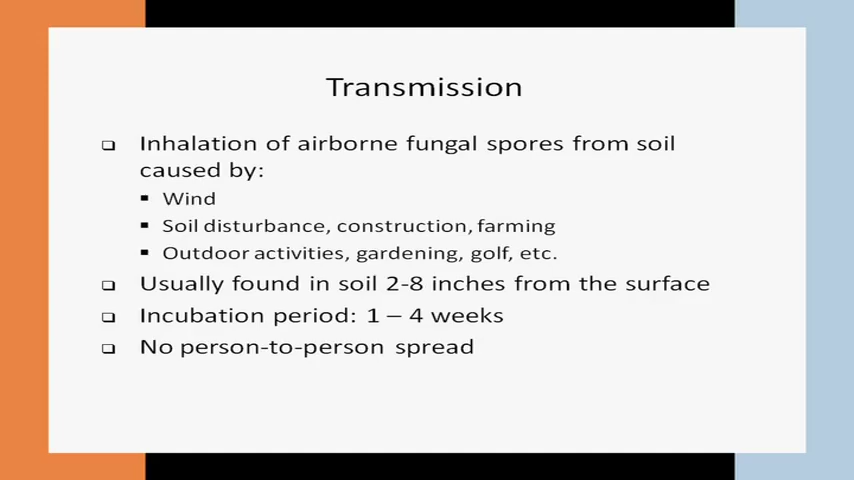 Transmission
❑ Inhalation of airborne fungal spores from soil
caused by:
▪ Wind
▪ Soil disturbance, construction, farming
▪ Outdoor activities, gardening, golf, etc.
❑ Usually found in soil 2-8 inches from the surface
❑ Incubation period: 1 – 4 weeks
❑ No person-to-person spread